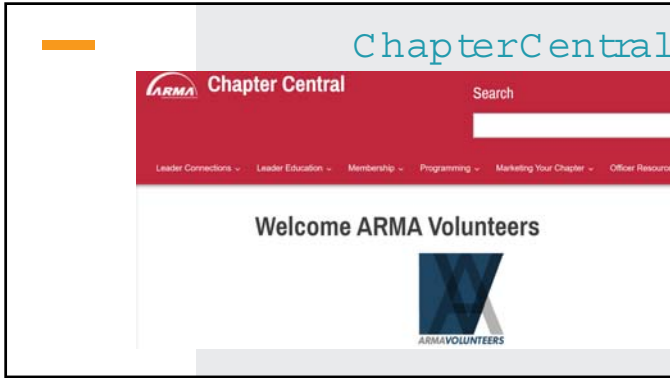 ChapterCentral
ARMA Chapter Central
Search
Leader Connections Leader Education Membership Programming Marketing Your Chapter Officer Resourc
Welcome ARMA Volunteers
ARMAVOLUNTEERS